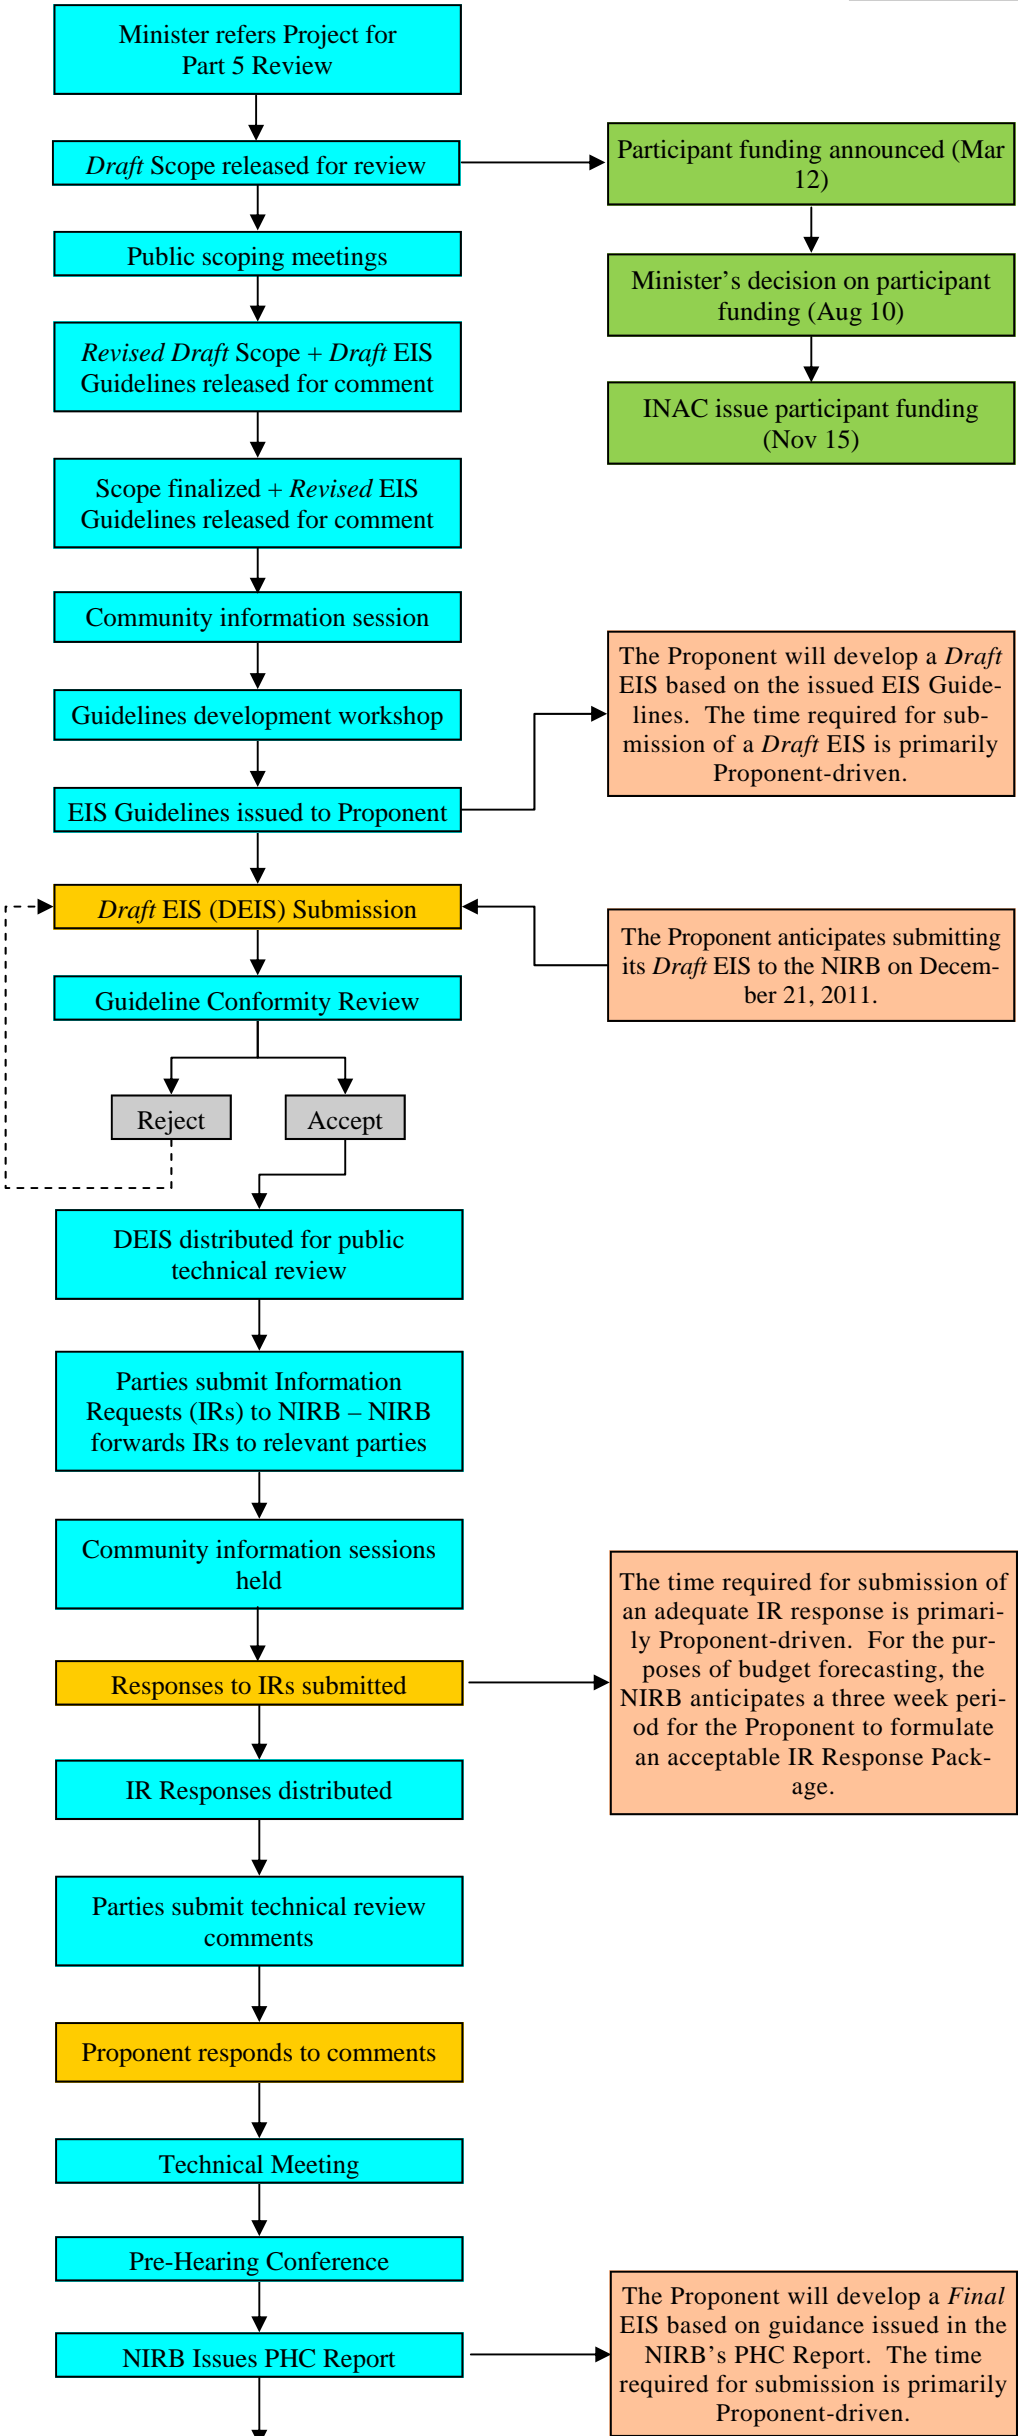 Minister refers Project for
Part 5 Review
Draft Scope released for review
Participant funding announced (Mar
12)
Public scoping meetings
Minister's decision on participant
funding (Aug 10)
Revised Draft Scope + Draft EIS
Guidelines released for comment
INAC issue participant funding
(Nov 15)
Scope finalized + Revised EIS
Guidelines released for comment
Community information session
Guidelines development workshop
The Proponent will develop a Draft
EIS based on the issued EIS Guide-
lines. The time required for sub-
mission of a Draft EIS is primarily
Proponent-driven.
EIS Guidelines issued to Proponent
Draft EIS (DEIS) Submission
The Proponent anticipates submitting
its Draft EIS to the NIRB on Decem-
ber 21, 2011.
Guideline Conformity Review
Reject
Accept
DEIS distributed for public
technical review
Parties submit Information
Requests (IRs) to NIRB – NIRB
forwards IRs to relevant parties
Community information sessions
held
Responses to IRs submitted
The time required for submission of
an adequate IR response is primari-
ly Proponent-driven. For the pur-
poses of budget forecasting, the
NIRB anticipates a three week peri-
od for the Proponent to formulate
an acceptable IR Response Pack-
age.
IR Responses distributed
Parties submit technical review
comments
Proponent responds to comments
Technical Meeting
Pre-Hearing Conference
NIRB Issues PHC Report
The Proponent will develop a Final
EIS based on guidance issued in the
NIRB's PHC Report. The time
required for submission is primarily
Proponent-driven.